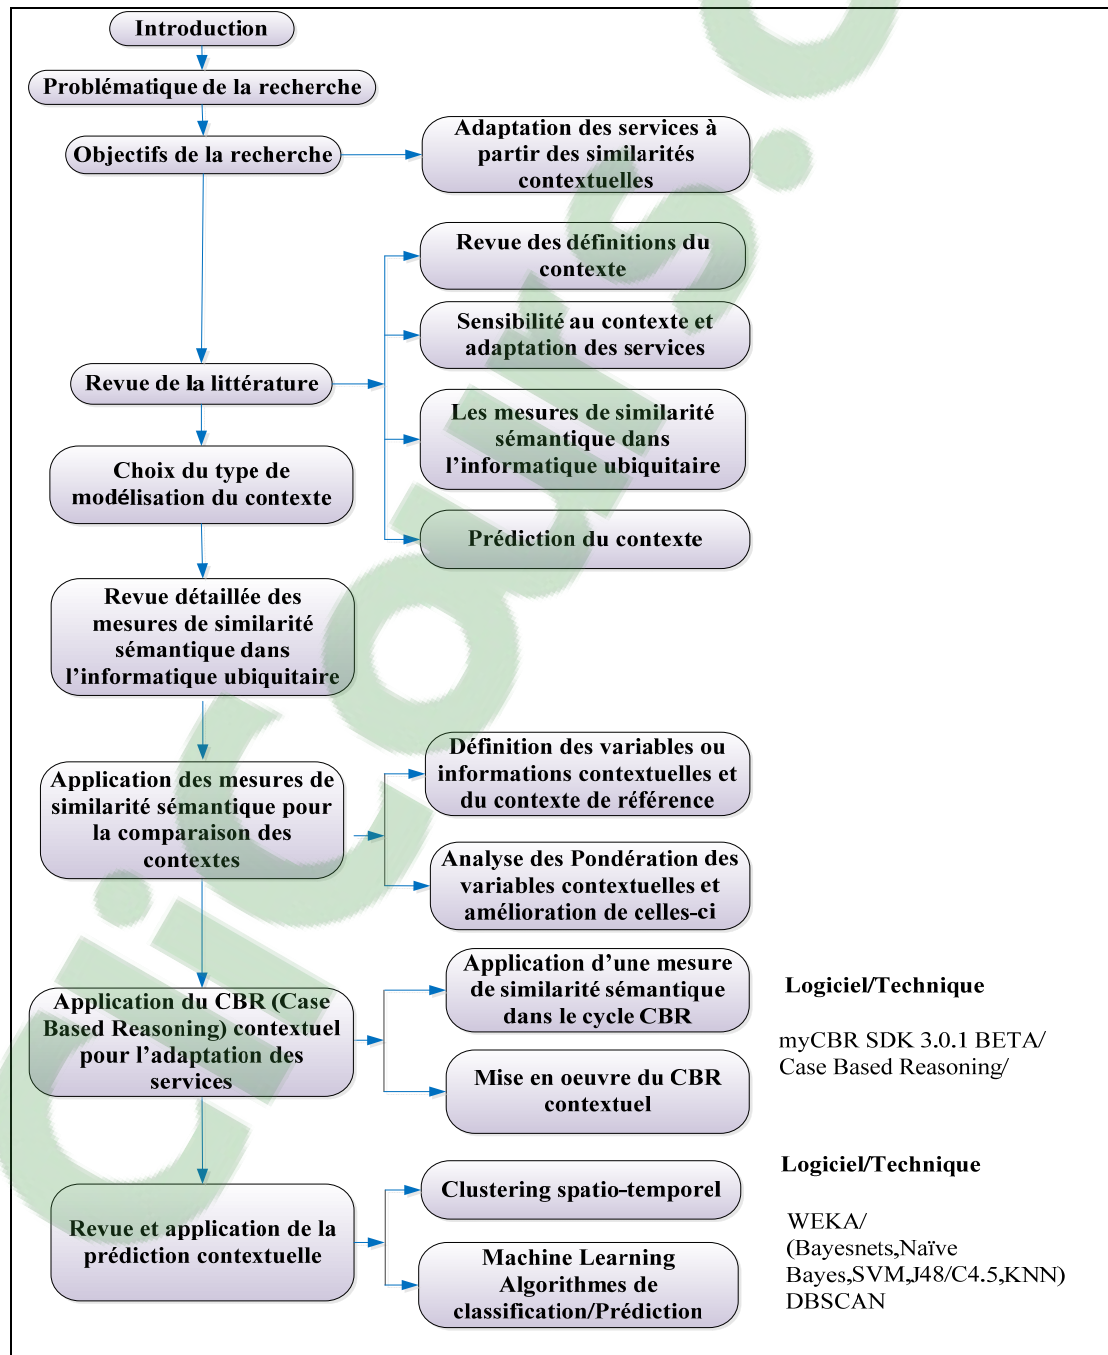 Introduction
Problématique de la recherche
Objectifs de la recherche
Adaptation des services à
partir des similarités
contextuelles
Revue des définitions du
contexte
Sensibilité au contexte et
adaptation des services
Revue de la littérature
Les mesures de similarité
sémantique dans
l’informatique ubiquitaire
Choix du type de
modélisation du contexte
Prédiction du contexte
Revue détaillée des
mesures de similarité
sémantique dans
l’informatique ubiquitaire
Définition des variables ou
informations contextuelles et
du contexte de référence
Application des mesures de
similarité sémantique pour
la comparaison des
contextes
Analyse des Pondération des
variables contextuelles et
amélioration de celles-ci
Application d’une mesure
de similarité sémantique
dans le cycle CBR
Logiciel/Technique
myCBR SDK 3.0.1 BETA/
Case Based Reasoning/
Application du CBR (Case
Based Reasoning) contextuel
pour l’adaptation des
services
Mise en oeuvre du CBR
contextuel
Logiciel/Technique
Clustering spatio-temporel
WEKA/
(Bayesnets,Naïve
Bayes,SVM,J48/C4.5,KNN)
DBSCAN
Revue et application de la
prédiction contextuelle
Machine Learning
Algorithmes de
classification/Prédiction
Clicours.c